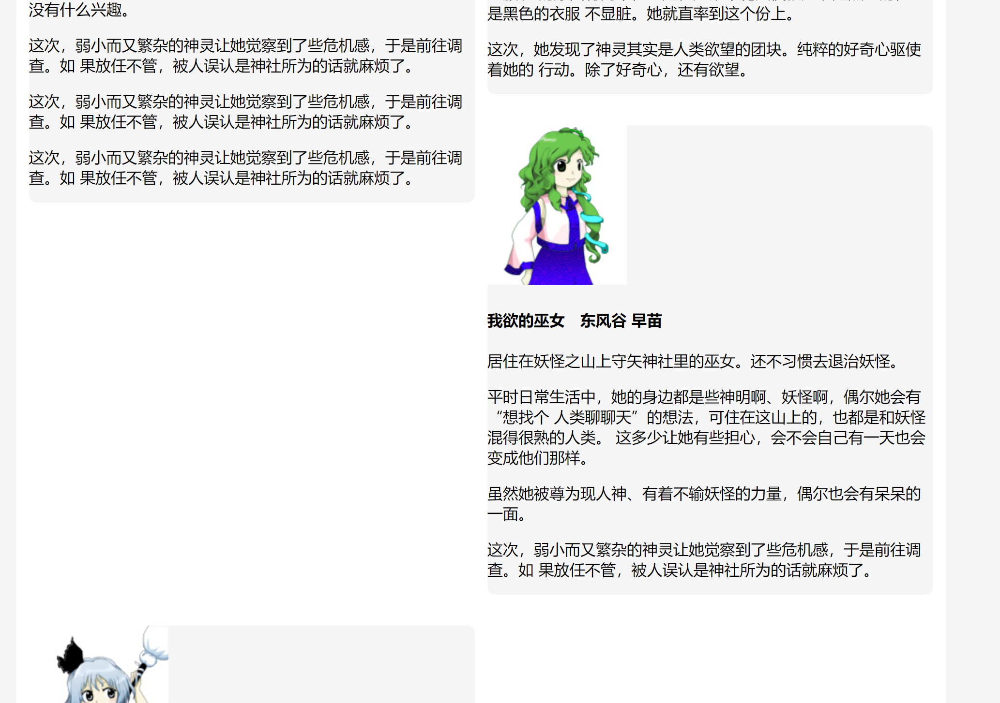 没有什么兴趣。
这次，弱小而又繁杂的神灵让她觉察到了些危机感，于是前往调
查。如 果放任不管，被人误认是神社所为的话就麻烦了。
这次，弱小而又繁杂的神灵让她觉察到了些危机感，于是前往调
查。如 果放任不管，被人误认是神社所为的话就麻烦了。
这次，弱小而又繁杂的神灵让她觉察到了些危机感，于是前往调
查。如 果放任不管，被人误认是神社所为的话就麻烦了。
是黑色的衣服 不显脏。她就直率到这个份上。
这次，她发现了神灵其实是人类欲望的团块。纯粹的好奇心驱使
着她的 行动。除了好奇心，还有欲望。
我欲的巫女　东风谷 早苗
居住在妖怪之山上守矢神社里的巫女。还不习惯去退治妖怪。
平时日常生活中，她的身边都是些神明啊、妖怪啊，偶尔她会有
“想找个 人类聊聊天”的想法，可住在这山上的，也都是和妖怪
混得很熟的人类。 这多少让她有些担心，会不会自己有一天也会
变成他们那样。
虽然她被尊为现人神、有着不输妖怪的力量，偶尔也会有呆呆的
一面。
这次，弱小而又繁杂的神灵让她觉察到了些危机感，于是前往调
查。如 果放任不管，被人误认是神社所为的话就麻烦了。